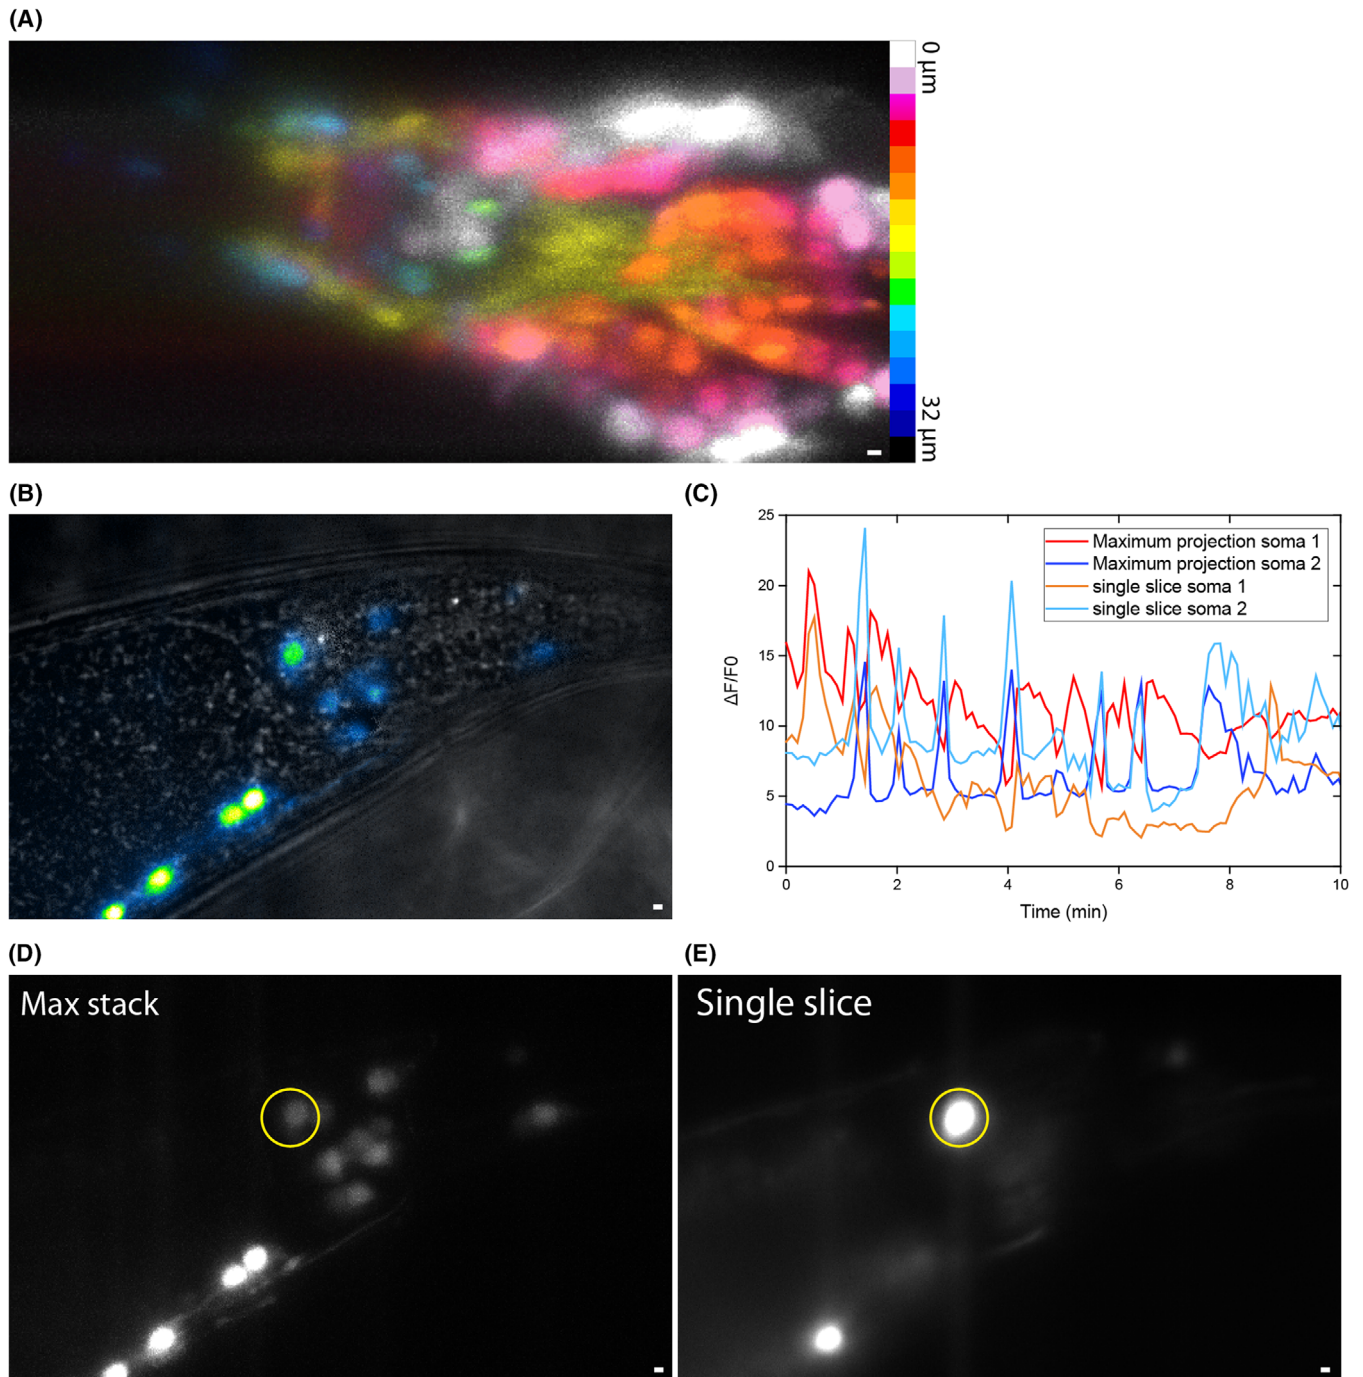 (A)
0 µm
32 µm
(B)
(C)
25
20
15
10
5
0
ΔF/F0
0
2
4
6
8
10
Time (min)
Maximum projection soma 1
Maximum projection soma 2
single slice soma 1
single slice soma 2
(D)
Max stack
(E)
Single slice